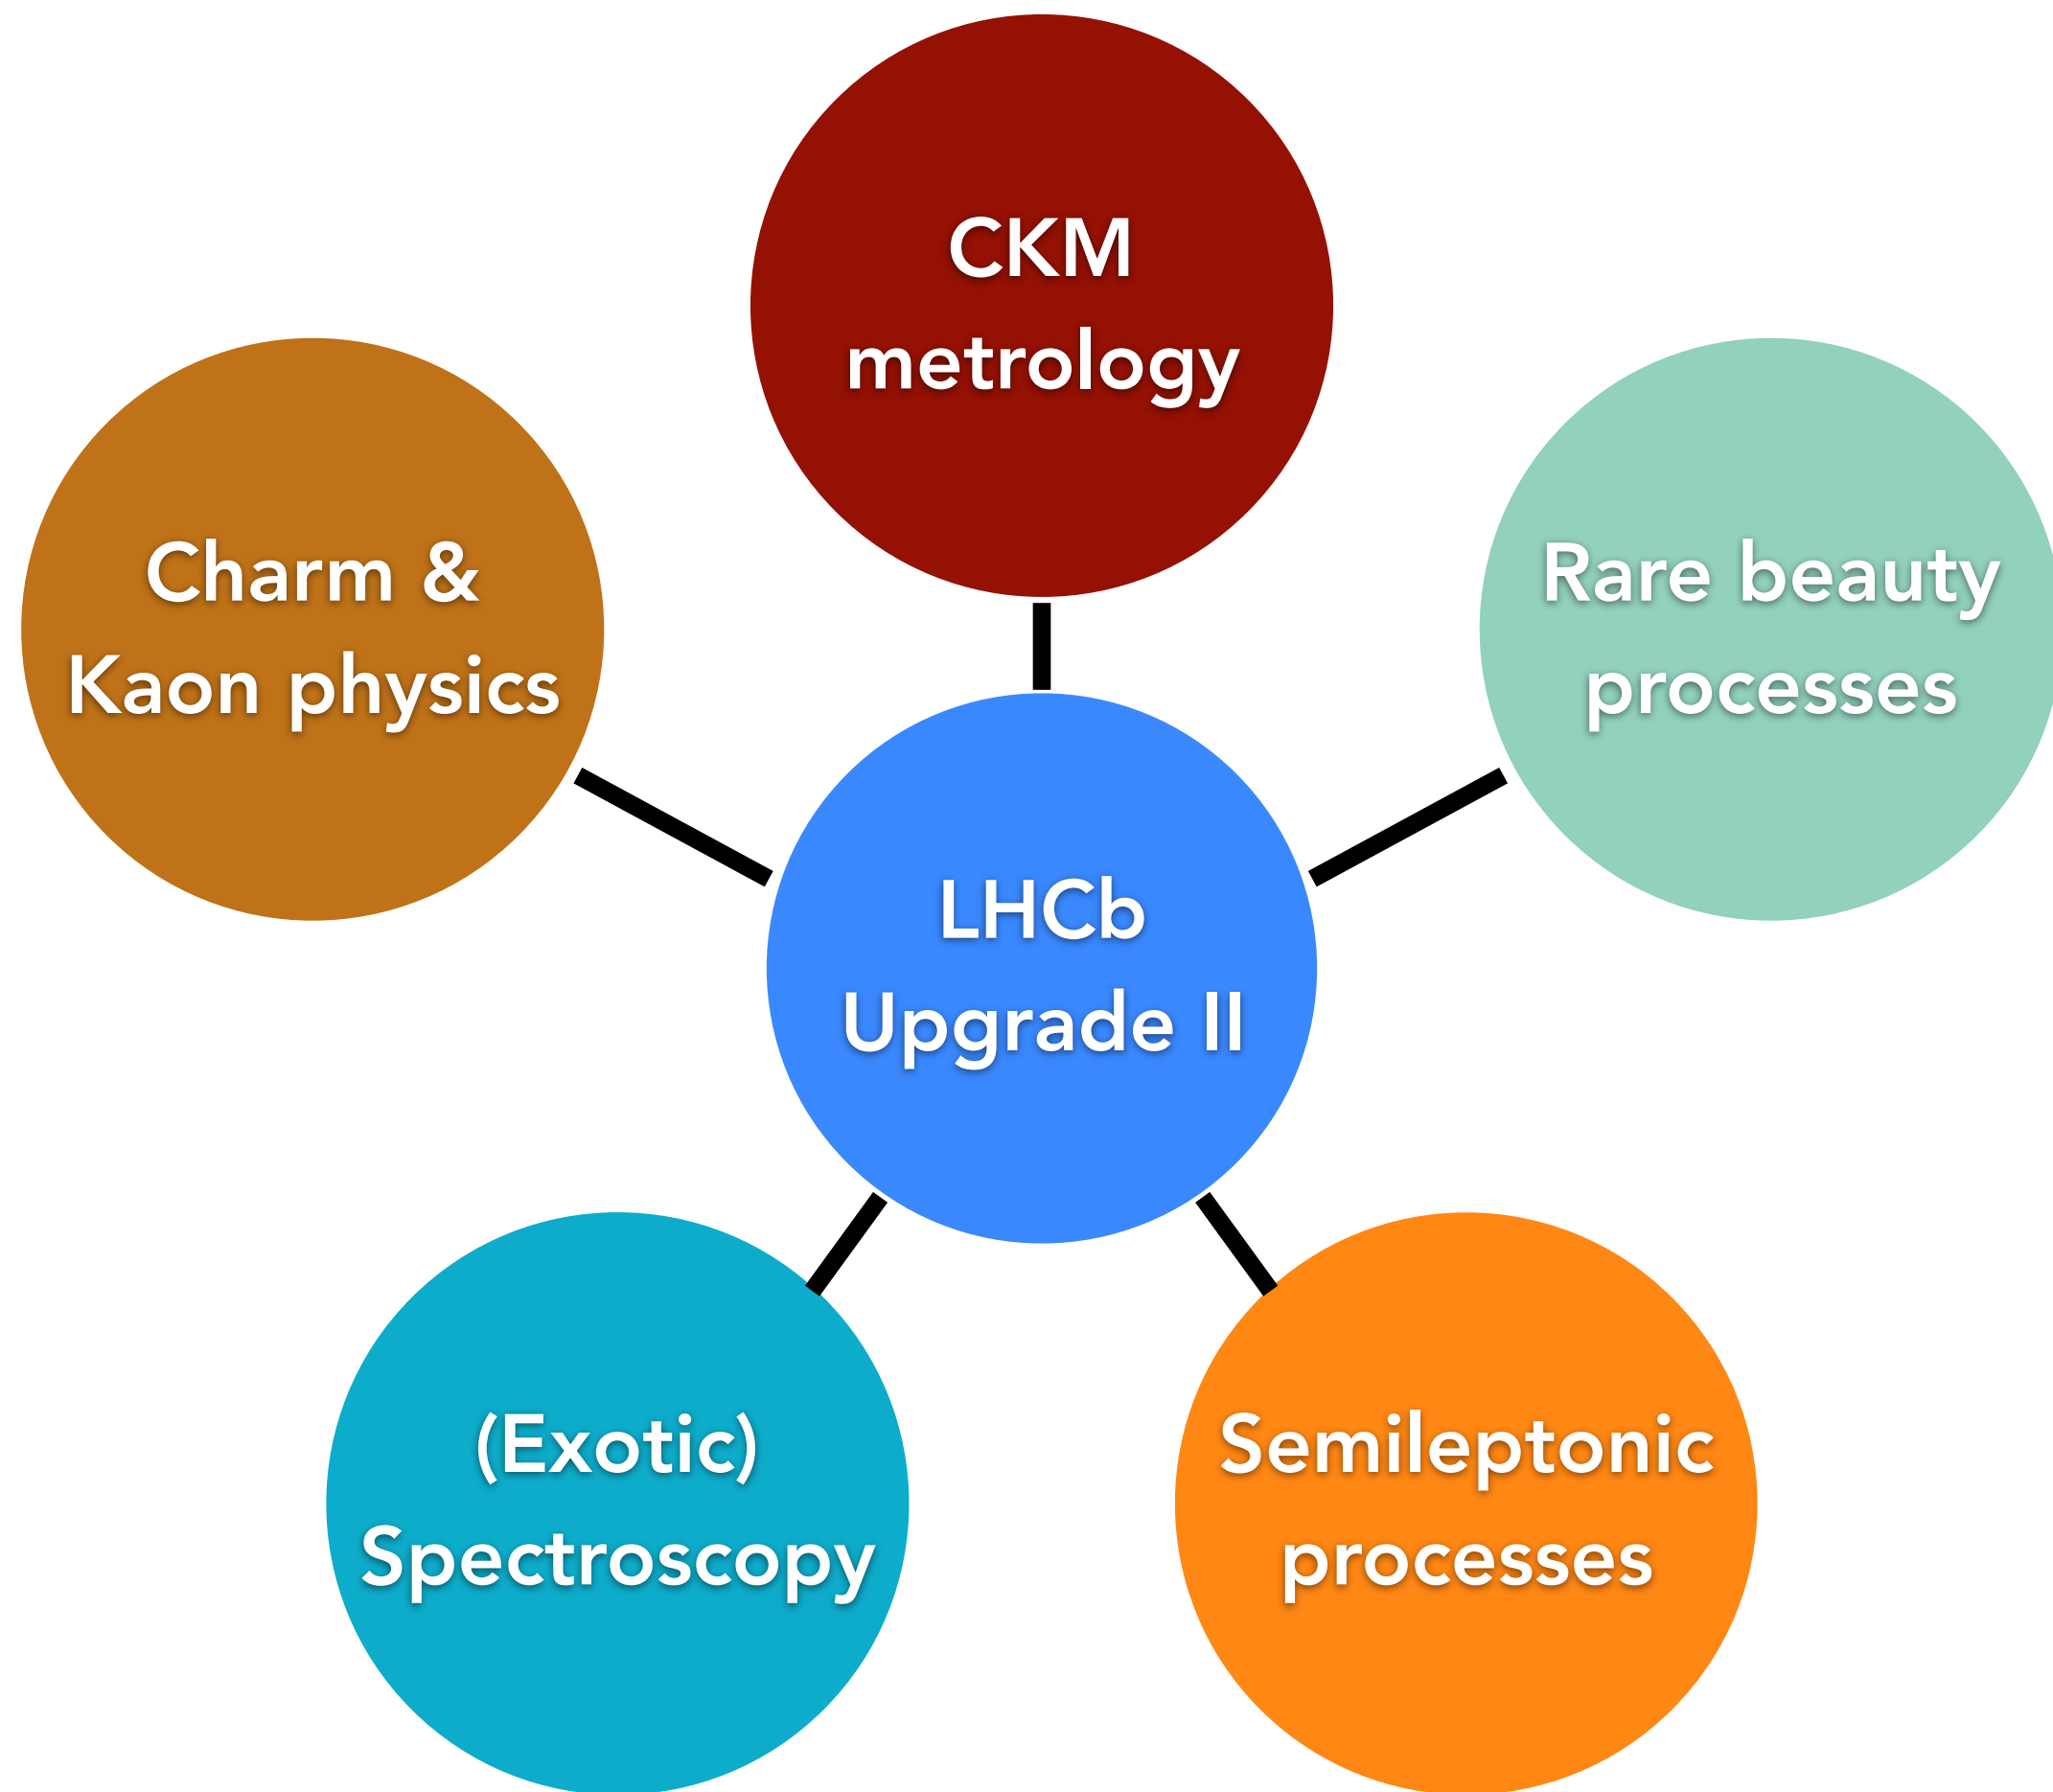 CKM
metrology
Charm &
Kaon physics
Rare beauty
processes
LHCb
Upgrade II
(Exotic)
Spectroscopy
Semileptonic
processes